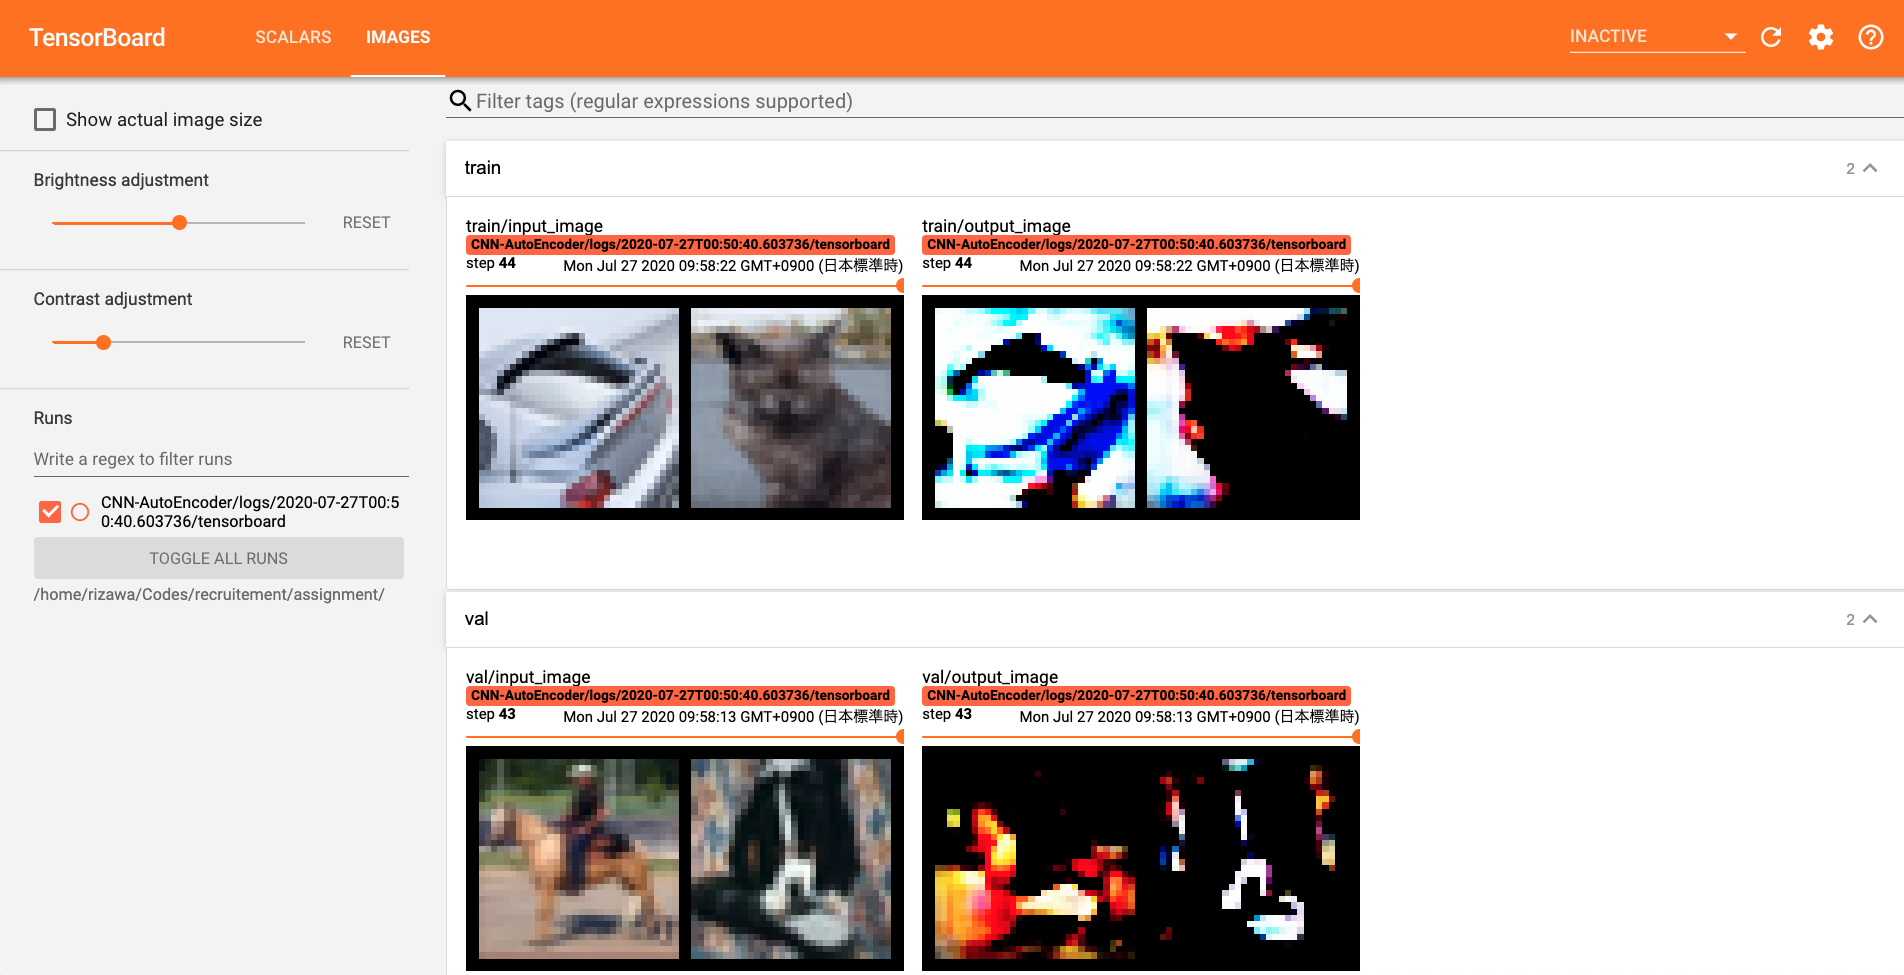 TensorBoard
SCALARS
IMAGES
INACTIVE
Show actual image size
Filter tags (regular expressions supported)
Brightness adjustment
RESET
Contrast adjustment
RESET
Runs
Write a regex to filter runs
CNN-AutoEncoder/logs/2020-07-27T00:5
0:40.603736/tensorboard
TOGGLE ALL RUNS
/home/rizawa/Codes/recruitement/assignment/
train
2
train/input_image
CNN-AutoEncoder/logs/2020-07-27T00:50:40.603736/tensorboard
step 44
Mon Jul 27 2020 09:58:22 GMT+0900 (日本標準時)
train/output_image
CNN-AutoEncoder/logs/2020-07-27T00:50:40.603736/tensorboard
step 44
Mon Jul 27 2020 09:58:22 GMT+0900 (日本標準時)
val
2
val/input_image
CNN-AutoEncoder/logs/2020-07-27T00:50:40.603736/tensorboard
step 43
Mon Jul 27 2020 09:58:13 GMT+0900 (日本標準時)
val/output_image
CNN-AutoEncoder/logs/2020-07-27T00:50:40.603736/tensorboard
step 43
Mon Jul 27 2020 09:58:13 GMT+0900 (日本標準時)